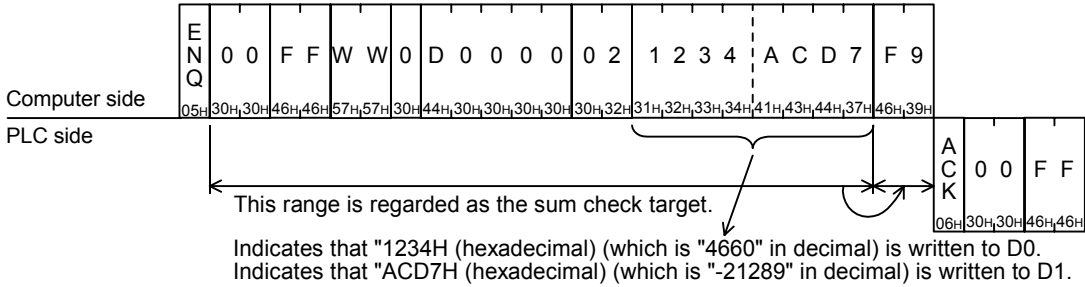 ENQ 0 0 F F W W 0 D 0 0 0 0 0 2 1 2 3 4 A C D 7 F 9
Computer side
05H 30H 30H 46H 46H 57H 57H 30H 44H 30H 30H 30H 30H 30H 32H 31H 32H 33H 34H 41H 43H 44H 37H 46H 39H
PLC side
ACK 0 0 F F
This range is regarded as the sum check target.
06H 30H 30H 46H 46H
Indicates that "1234H (hexadecimal) (which is "4660" in decimal) is written to D0.
Indicates that "ACD7H (hexadecimal) (which is "-21289" in decimal) is written to D1.